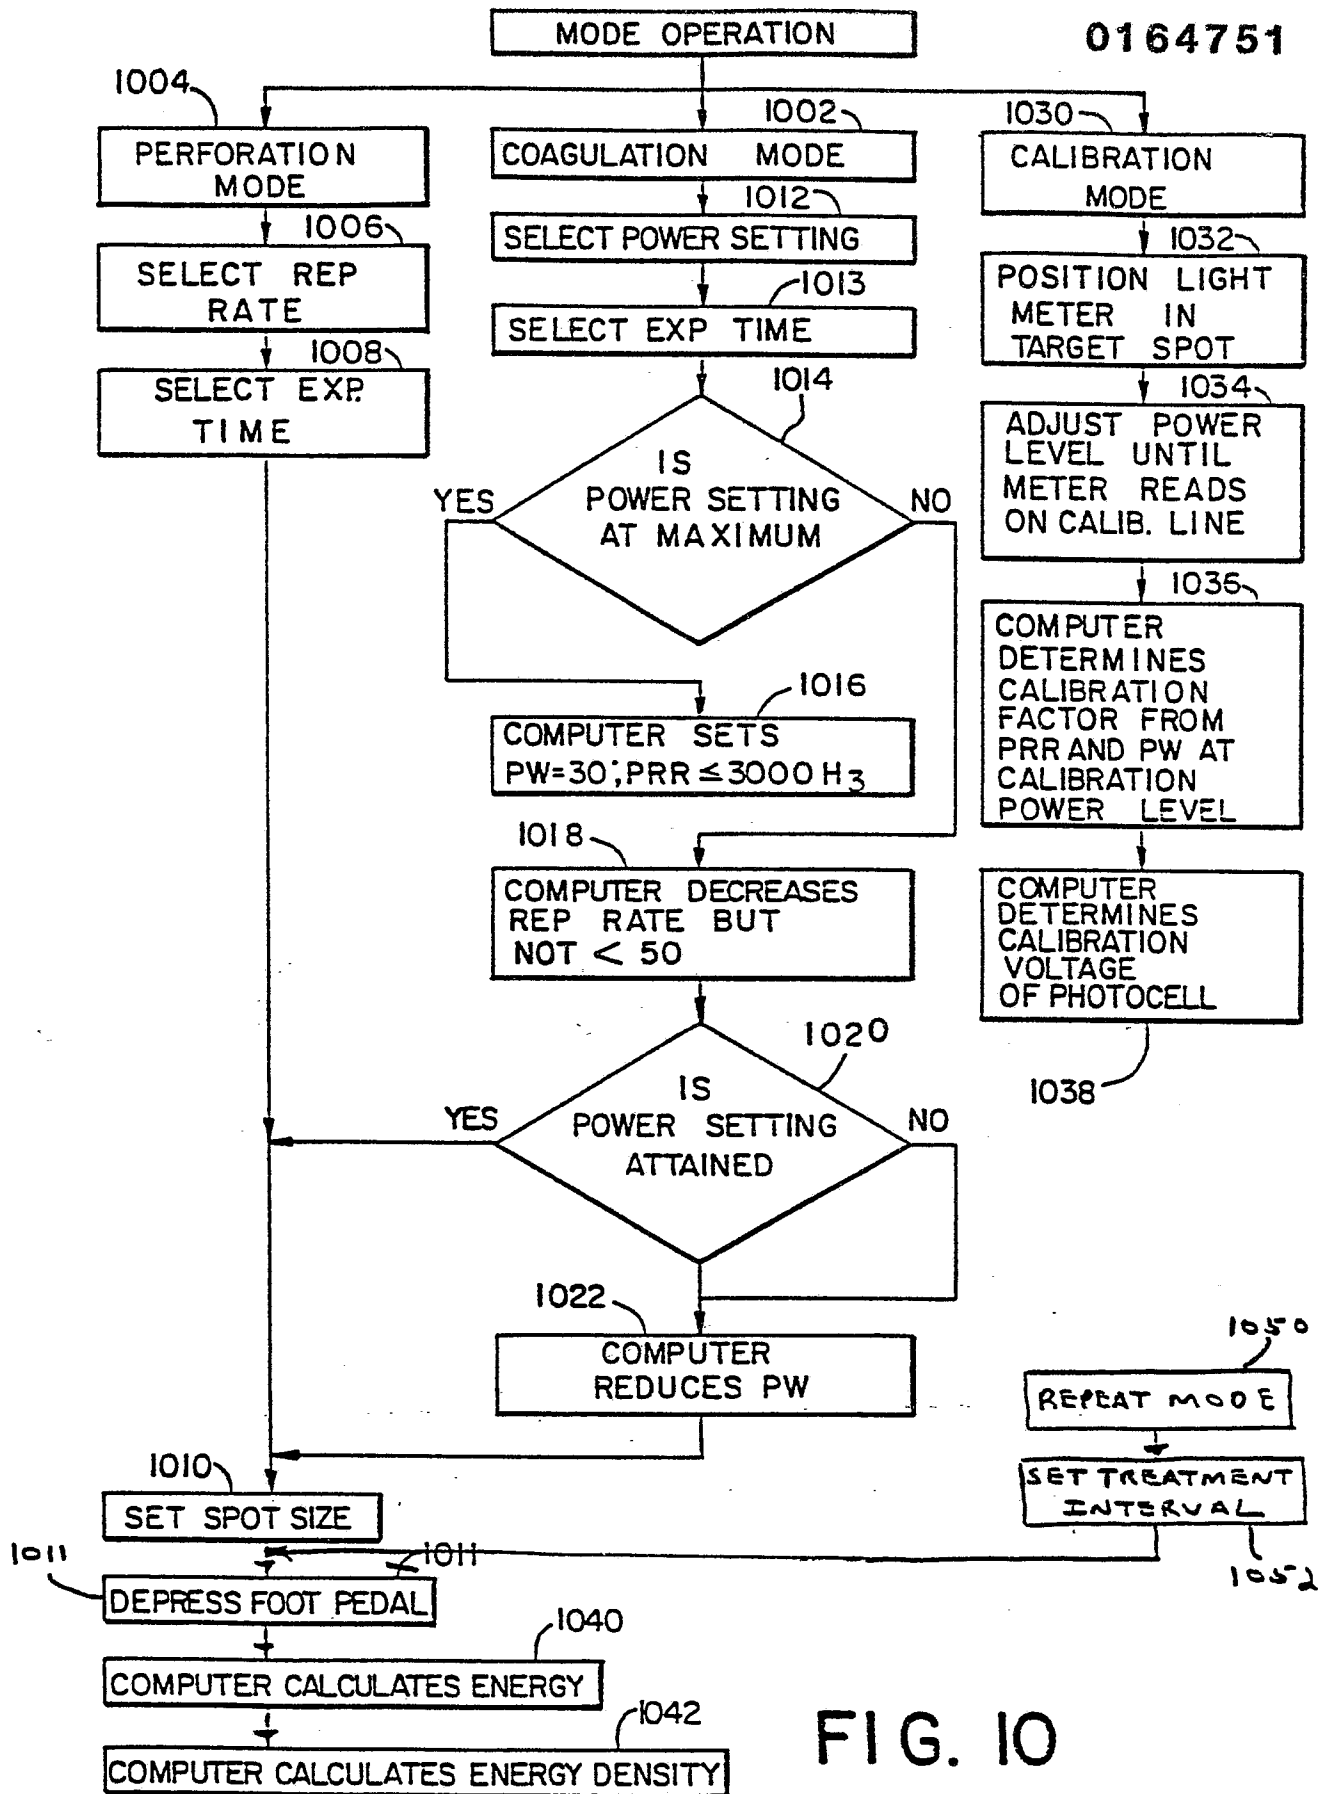 MODE OPERATION
0164751
1004
PERFORATION
MODE
1006
SELECT REP
RATE
1008
SELECT EXP.
TIME
1002
COAGULATION MODE
1012
SELECT POWER SETTING
1013
SELECT EXP TIME
1014
IS
POWER SETTING
AT MAXIMUM
YES
NO
1016
COMPUTER SETS
PW=30; PRR ≤ 3000 H3
1018
COMPUTER DECREASES
REP RATE BUT
NOT < 50
1020
IS
POWER SETTING
ATTAINED
YES
NO
1022
COMPUTER
REDUCES PW
1030
CALIBRATION
MODE
1032
POSITION LIGHT
METER IN
TARGET SPOT
1034
ADJUST POWER
LEVEL UNTIL
METER READS
ON CALIB. LINE
1036
COMPUTER
DETERMINES
CALIBRATION
FACTOR FROM
PRR AND PW AT
CALIBRATION
POWER LEVEL
COMPUTER
DETERMINES
CALIBRATION
VOLTAGE
OF PHOTOCELL
1038
1050
REPEAT MODE
SET TREATMENT
INTERVAL
1052
1010
SET SPOT SIZE
1011
1011
DEPRESS FOOT PEDAL
1040
COMPUTER CALCULATES ENERGY
1042
COMPUTER CALCULATES ENERGY DENSITY
FIG. 10